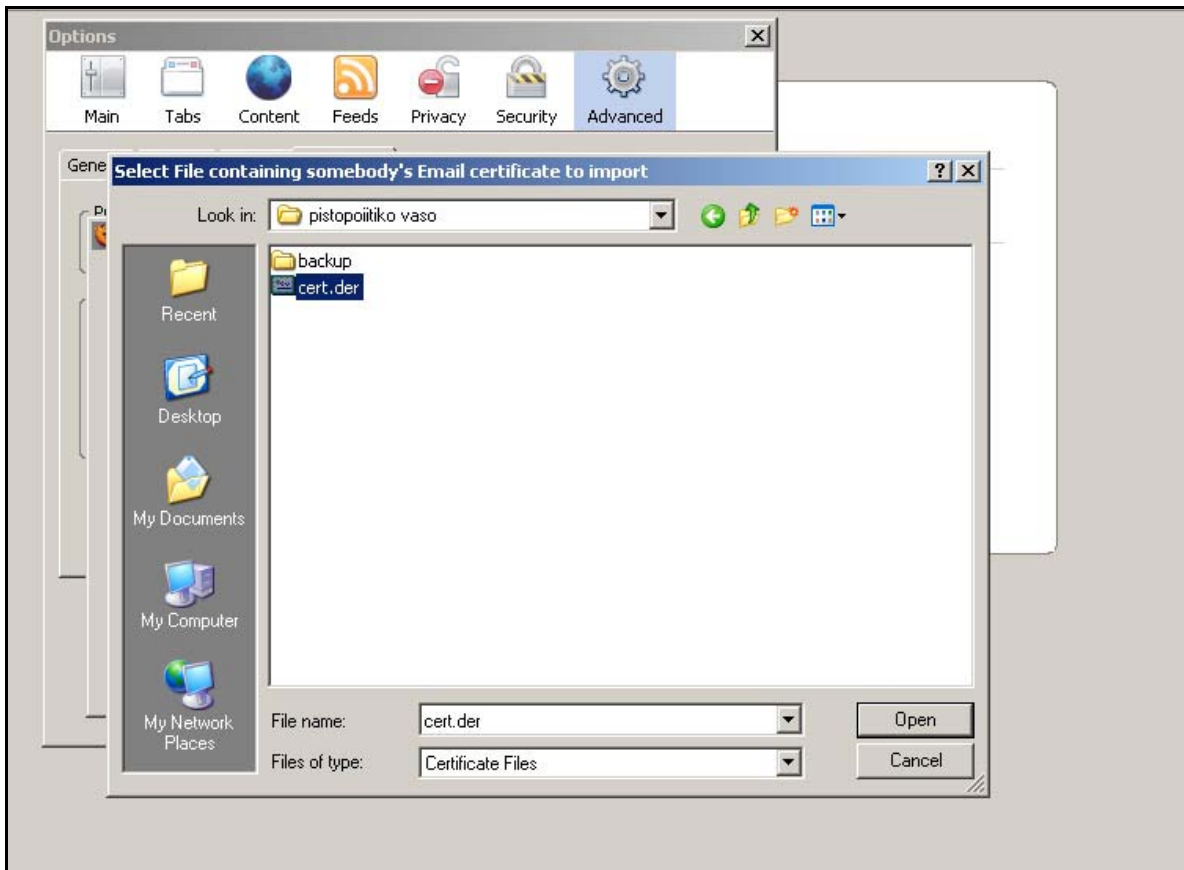 Options
Main Tabs Content Feeds Privacy Security Advanced
Gene
Select File containing somebody's Email certificate to import
Look in: pistopoiitiko vaso
backup
cert.der
Recent
Desktop
My Documents
My Computer
My Network
Places
File name: cert.der Open
Files of type: Certificate Files Cancel